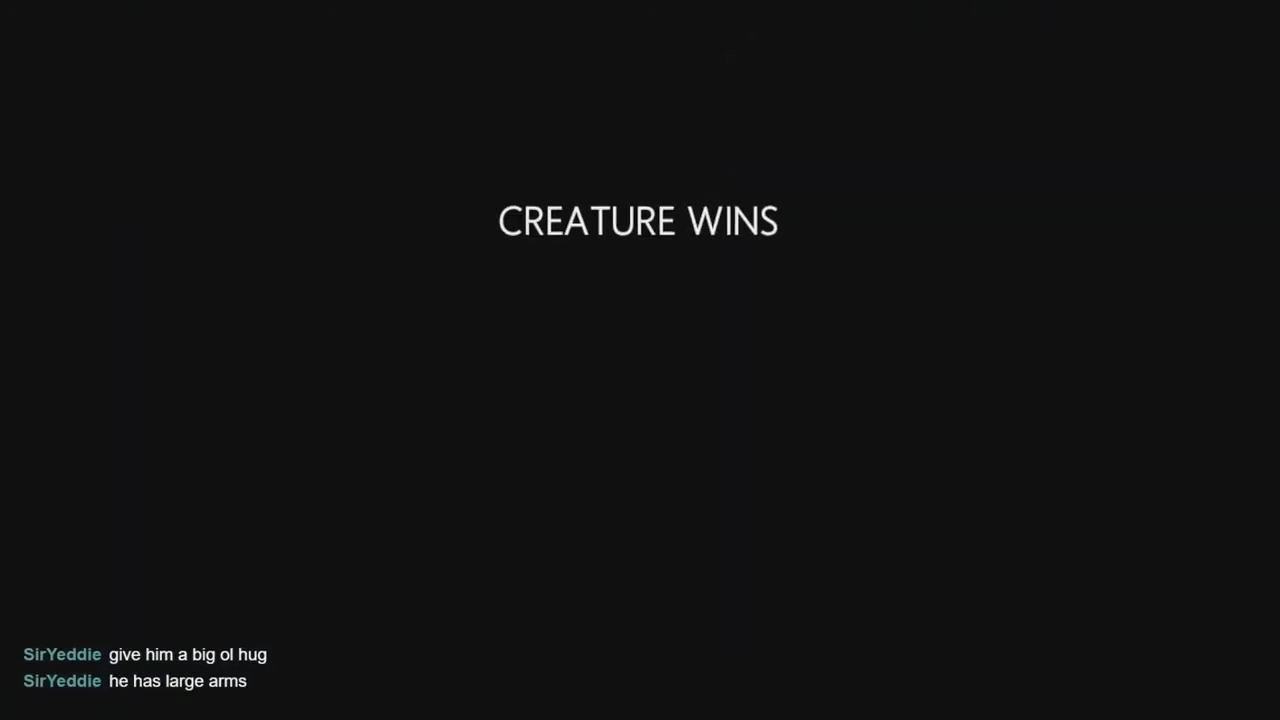 CREATURE WINS
SirYeddie give him a big ol hug
SirYeddie he has large arms